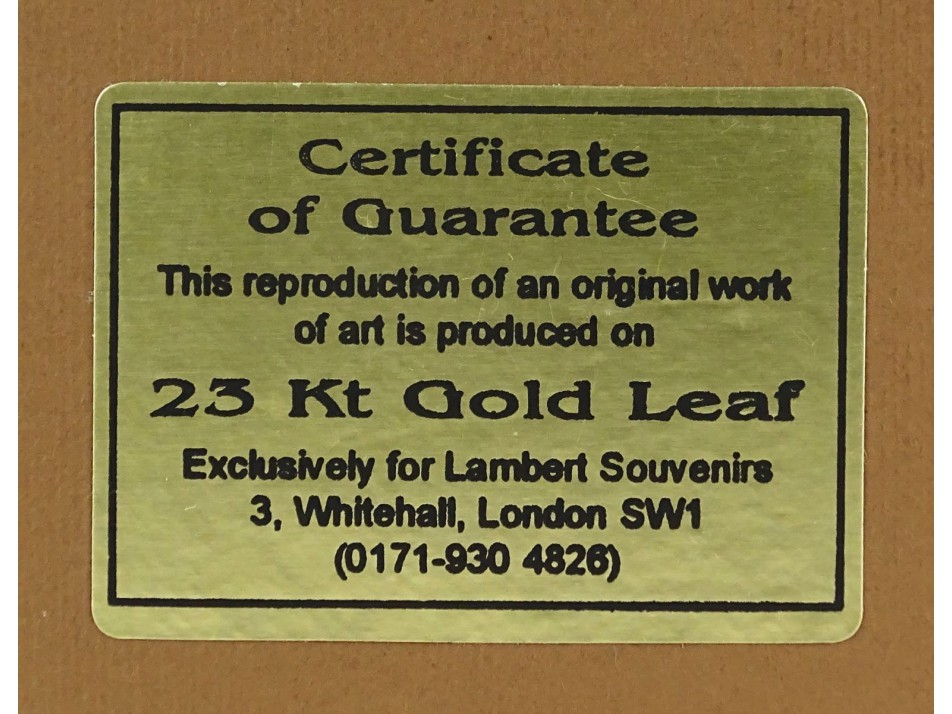 Certificate
of Guarantee
This reproduction of an original work
of art is produced on
23 Kt Gold Leaf
Exclusively for Lambert Souvenirs
3, Whitehall, London SW1
(0171-930 4826)